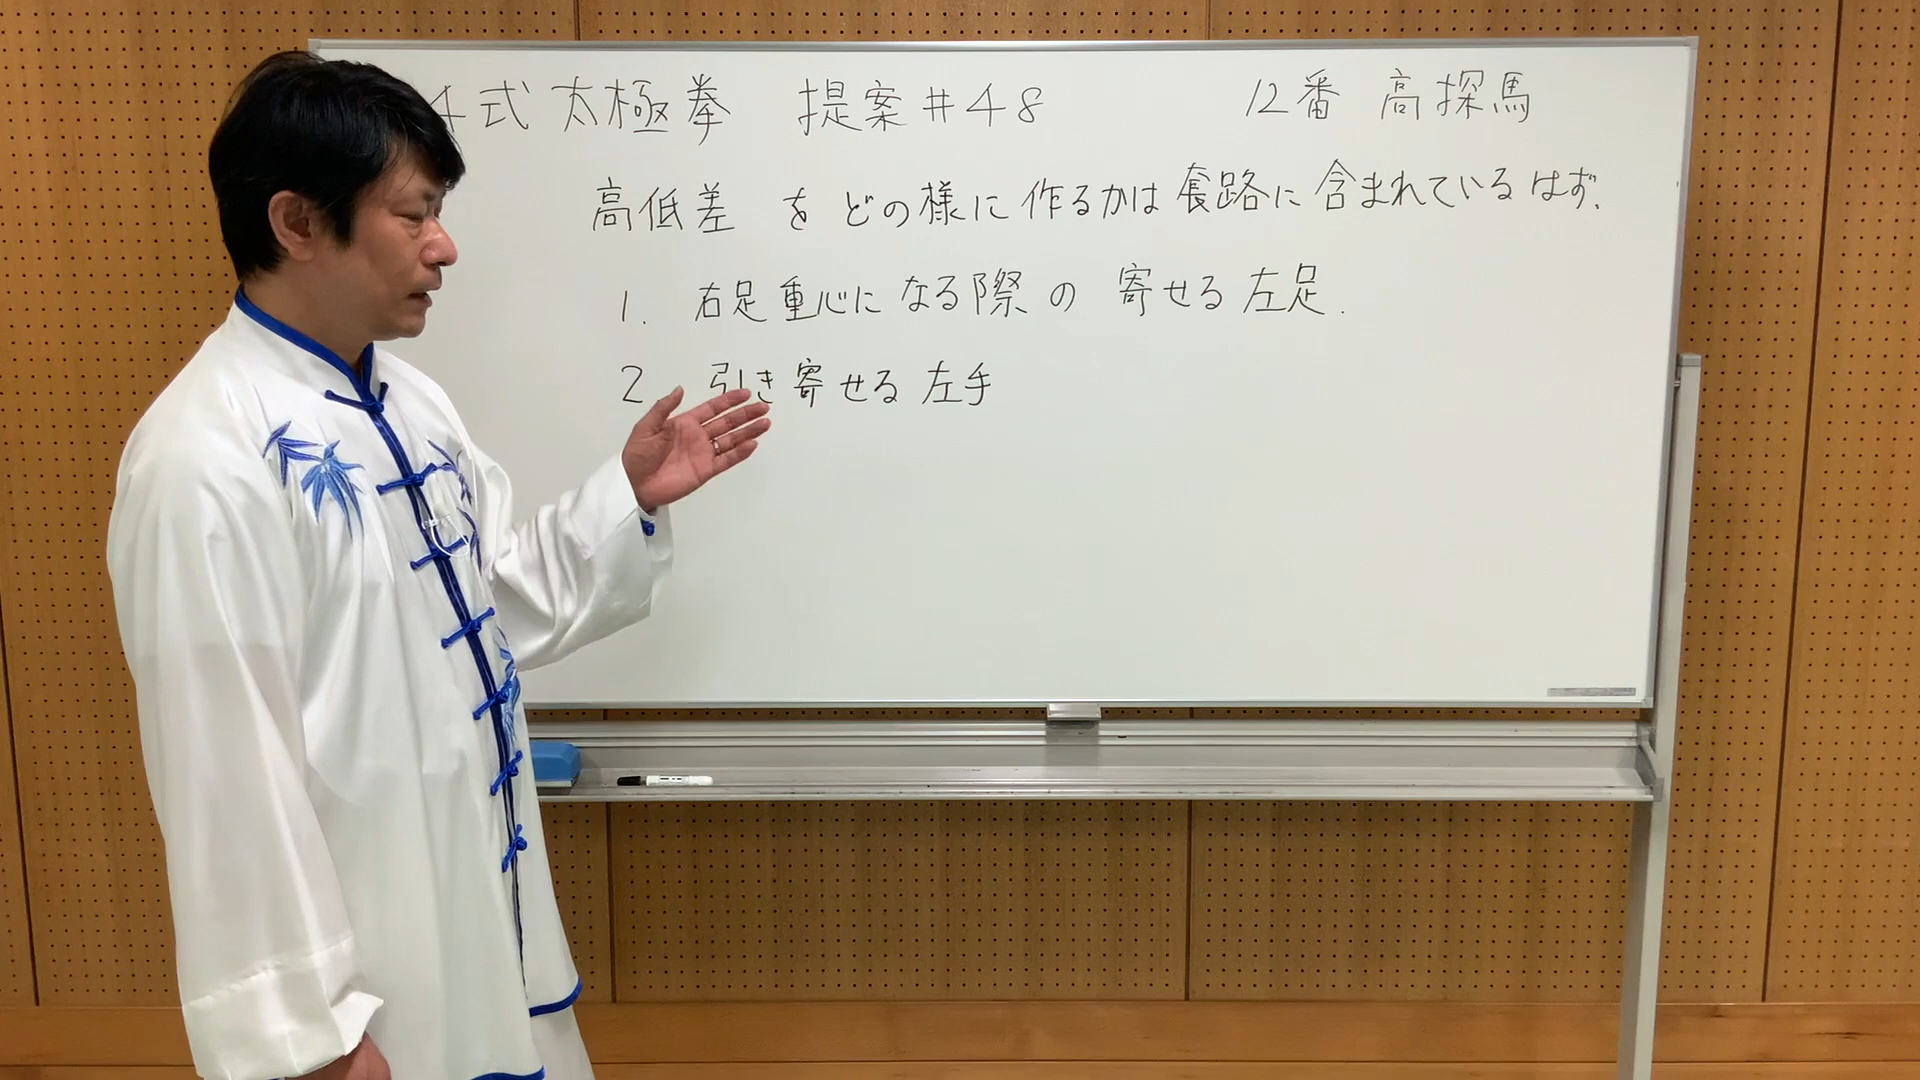 4式太極拳 提案#48 12番 高探馬
高低差 を どの様に作るかは套路に含まれているはず.
1. 右足重心になる際の 寄せる左足.
2 引き寄せる左手